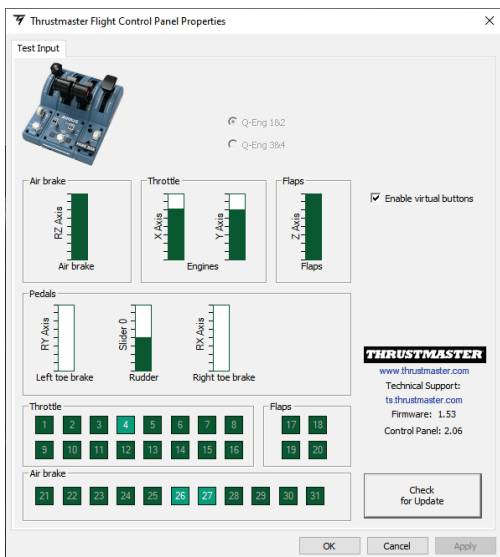 Thrustmaster Flight Control Panel Properties
Test Input
Q-Eng 1&2
Q-Eng 3&4
Air brake
RZ Axis
Air brake
Throttle
X Axis
Y Axis
Engines
Flaps
Z Axis
Flaps
Enable virtual buttons
Pedals
RY Axis
Left toe brake
Slider 0
Rudder
RX Axis
Right toe brake
THRUSTMASTER
www.thrustmaster.com
Technical Support:
ts.thrustmaster.com
Firmware: 1.53
Control Panel: 2.06
Throttle
1 2 3 4 5 6 7 8
9 10 11 12 13 14 15 16
Flaps
17 18
19 20
Air brake
21 22 23 24 25 26 27 28 29 30 31
Check
for Update
OK
Cancel
Apply